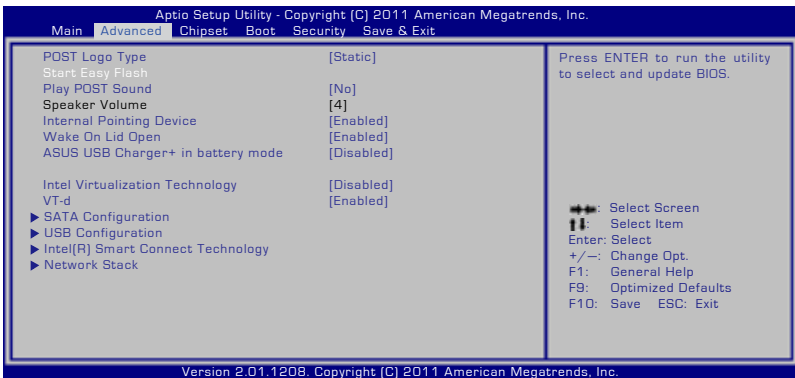 Aptio Setup Utility - Copyright (C) 2011 American Megatrends, Inc.
Main Advanced Chipset Boot Security Save & Exit
POST Logo Type [Static]
Start Easy Flash
Play POST Sound [No]
Speaker Volume [4]
Internal Pointing Device [Enabled]
Wake On Lid Open [Enabled]
ASUS USB Charger+ in battery mode [Disabled]
Intel Virtualization Technology [Disabled]
VT-d [Enabled]
SATA Configuration
USB Configuration
Intel(R) Smart Connect Technology
Network Stack
Press ENTER to run the utility
to select and update BIOS.
→←: Select Screen
↑↓: Select Item
Enter: Select
+/—: Change Opt.
F1: General Help
F9: Optimized Defaults
F10: Save ESC: Exit
Version 2.01.1208. Copyright (C) 2011 American Megatrends, Inc.